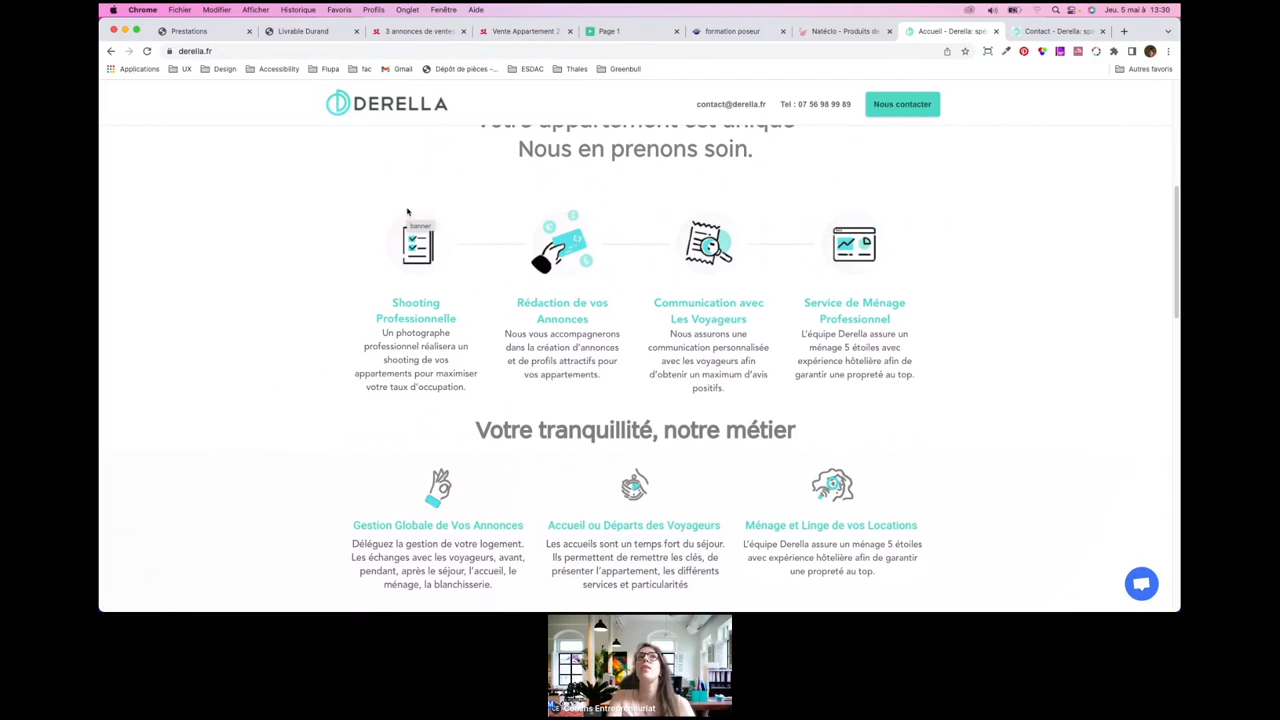 Chrome Fichier Modifier Afficher Historique Favoris Profils Onglet Fenêtre Aide Jeu. 5 mai à 13:30
Prestations Livrable Durand 3 annonces de ventes Vente Appartement 2 Page 1 formation poseur Natéclo - Produits de Accueil - Derella: spé Contact - Derella: spé
derella.fr
Applications UX Design Accessibility Flupa fac Gmail Dépôt de pièces –... ESDAC Thales Greenbull Autres favoris
DERELLA contact@derella.fr Tel : 07 56 98 99 89 Nous contacter
Votre appartement est unique
Nous en prenons soin.
banner
Shooting
Professionnelle
Un photographe
professionnel réalisera un
shooting de vos
appartements pour maximiser
votre taux d'occupation.
Rédaction de vos
Annonces
Nous vous accompagnerons
dans la création d'annonces
et de profils attractifs pour
vos appartements.
Communication avec
Les Voyageurs
Nous assurons une
communication personnalisée
avec les voyageurs afin
d'obtenir un maximum d'avis
positifs.
Service de Ménage
Professionnel
L'équipe Derella assure un
ménage 5 étoiles avec
expérience hôtelière afin de
garantir une propreté au top.
Votre tranquillité, notre métier
Gestion Globale de Vos Annonces
Déléguez la gestion de votre logement.
Les échanges avec les voyageurs, avant,
pendant, après le séjour, l'accueil, le
ménage, la blanchisserie.
Accueil ou Départs des Voyageurs
Les accueils sont un temps fort du séjour.
Ils permettent de remettre les clés, de
présenter l'appartement, les différents
services et particularités
Ménage et Linge de vos Locations
L'équipe Derella assure un ménage 5 étoiles
avec expérience hôtelière afin de garantir
une propreté au top.
Entrepreneuriat